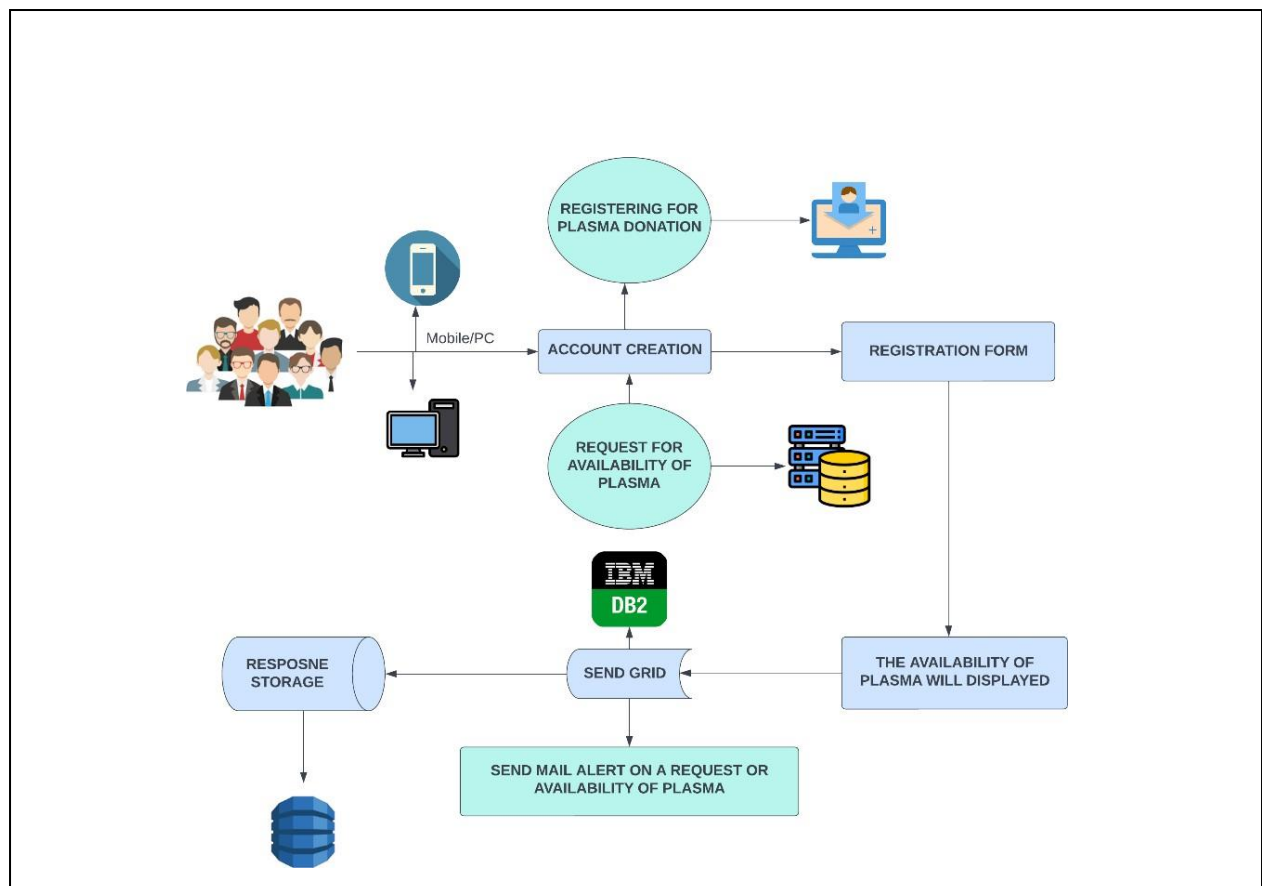 REGISTERING FOR
PLASMA DONATION
Mobile/PC
ACCOUNT CREATION
REGISTRATION FORM
REQUEST FOR
AVAILABILITY OF
PLASMA
IBM
DB2
RESPOSNE
STORAGE
SEND GRID
THE AVAILABILITY OF
PLASMA WILL DISPLAYED
SEND MAIL ALERT ON A REQUEST OR
AVAILABILITY OF PLASMA